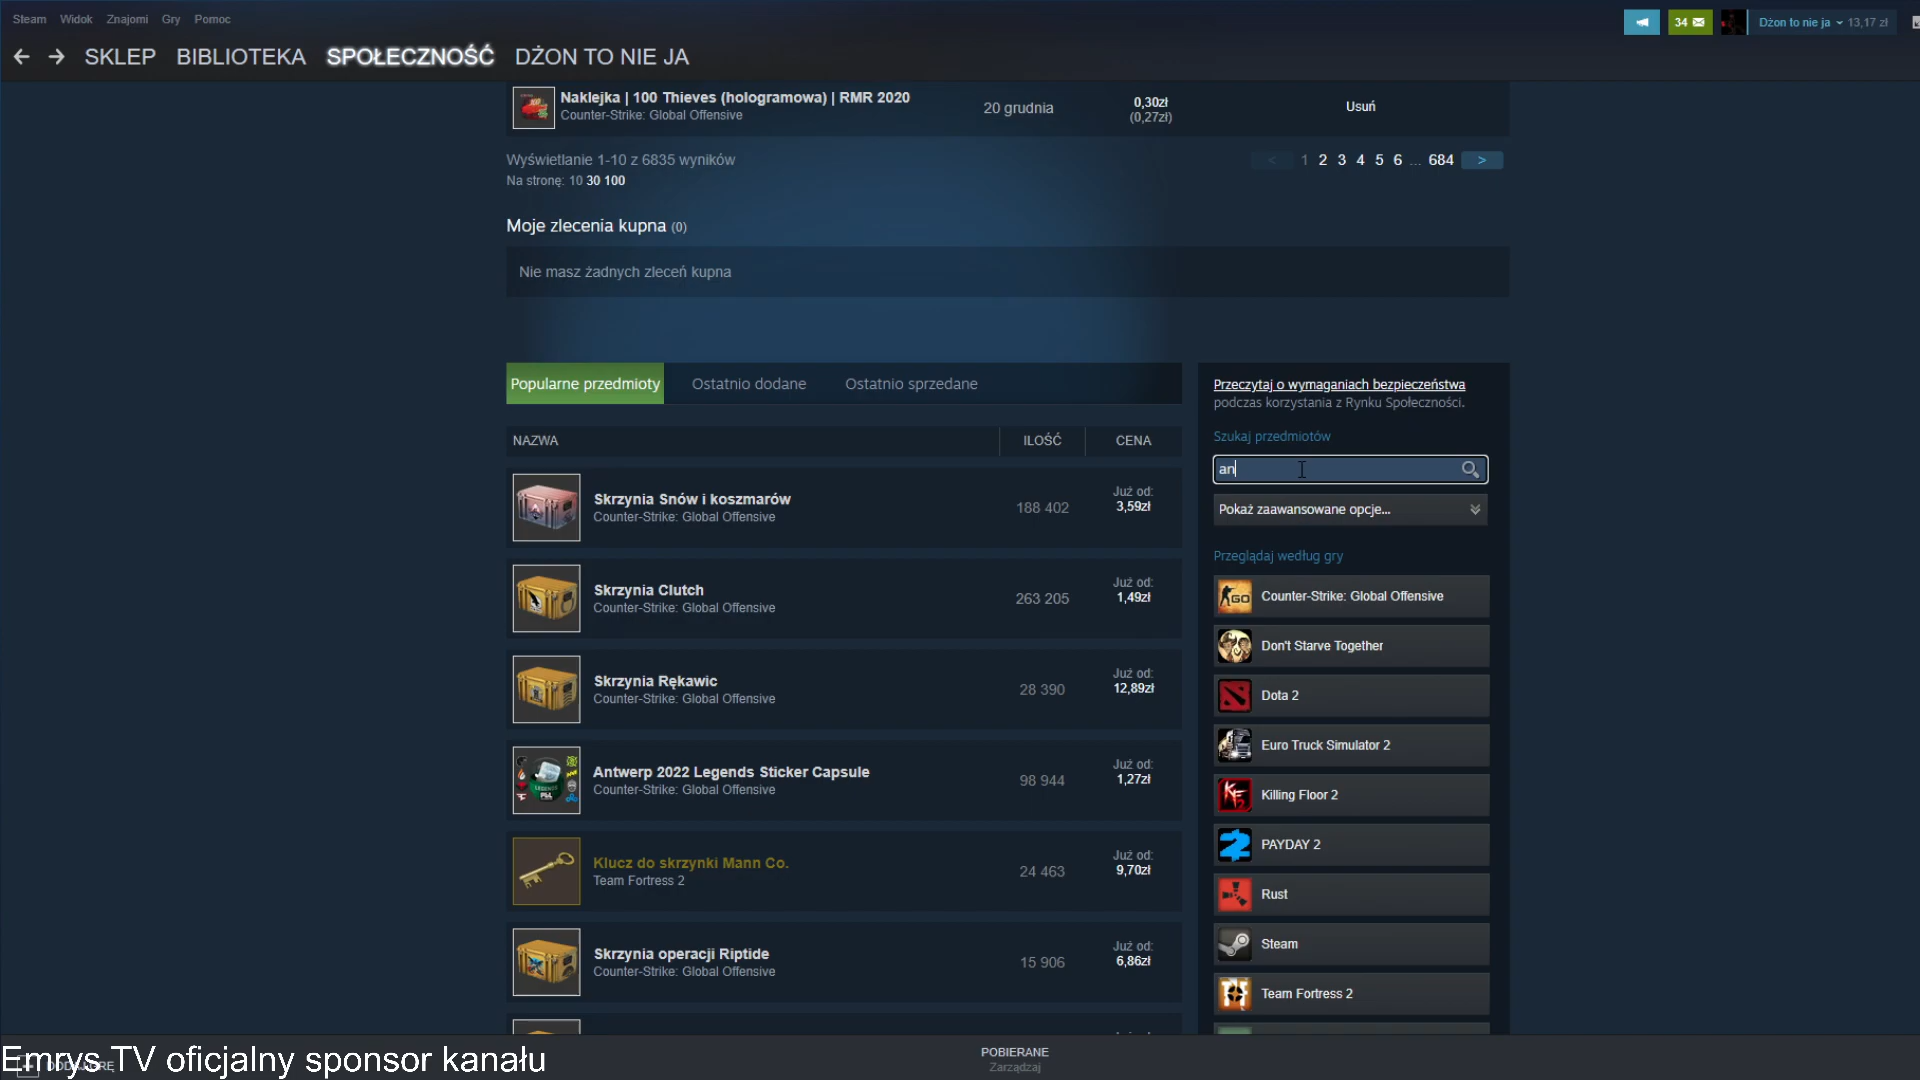 Steam Widok Znajomi Gry Pomoc
34
Dżon to nie ja 13,17 zł
SKLEP BIBLIOTEKA SPOŁECZNOŚĆ DŻON TO NIE JA
Naklejka | 100 Thieves (hologramowa) | RMR 2020
Counter-Strike: Global Offensive
20 grudnia
0,30zł
(0,27zł)
Usuń
Wyświetlanie 1-10 z 6835 wyników
< 1 2 3 4 5 6 ... 684 >
Na stronę: 10 30 100
Moje zlecenia kupna (0)
Nie masz żadnych zleceń kupna
Popularne przedmioty Ostatnio dodane Ostatnio sprzedane
NAZWA ILOŚĆ CENA
Skrzynia Snów i koszmarów
Counter-Strike: Global Offensive
188 402
Już od:
3,59zł
Skrzynia Clutch
Counter-Strike: Global Offensive
263 205
Już od:
1,49zł
Skrzynia Rękawic
Counter-Strike: Global Offensive
28 390
Już od:
12,89zł
Antwerp 2022 Legends Sticker Capsule
Counter-Strike: Global Offensive
98 944
Już od:
1,27zł
Klucz do skrzynki Mann Co.
Team Fortress 2
24 463
Już od:
9,70zł
Skrzynia operacji Riptide
Counter-Strike: Global Offensive
15 906
Już od:
6,86zł
Przeczytaj o wymaganiach bezpieczeństwa
podczas korzystania z Rynku Społeczności.
Szukaj przedmiotów
an
Pokaż zaawansowane opcje...
Przeglądaj według gry
Counter-Strike: Global Offensive
Don't Starve Together
Dota 2
Euro Truck Simulator 2
Killing Floor 2
PAYDAY 2
Rust
Steam
Team Fortress 2
Emrys TV oficjalny sponsor kanału
DODAJ GRĘ
POBIERANE
Zarządzaj